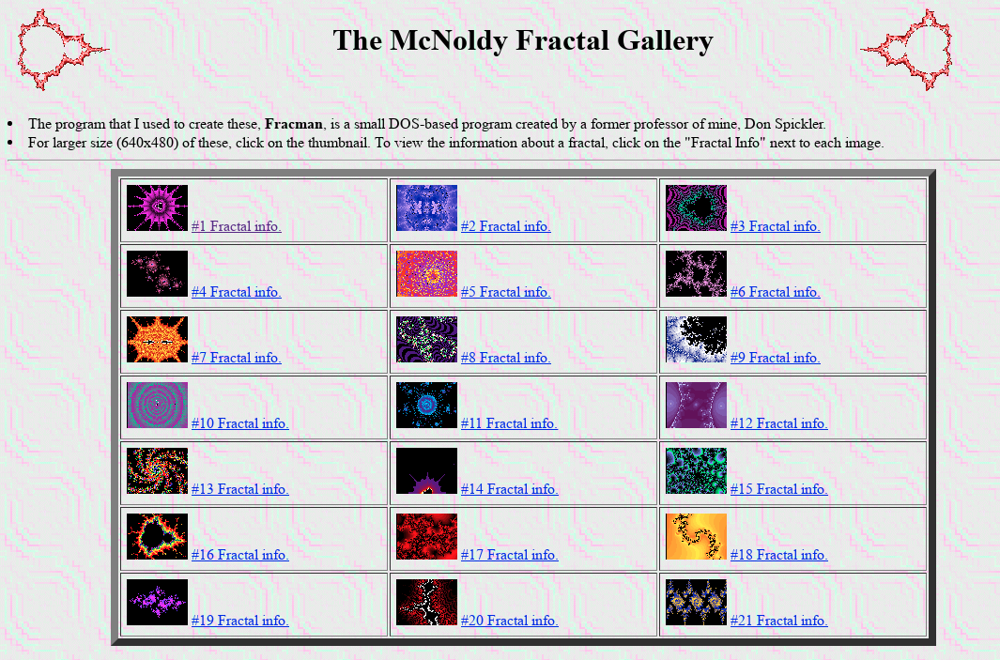 The McNoldy Fractal Gallery
• The program that I used to create these, Fracman, is a small DOS-based program created by a former professor of mine, Don Spickler.
• For larger size (640x480) of these, click on the thumbnail. To view the information about a fractal, click on the "Fractal Info" next to each image.
#1 Fractal info. #2 Fractal info. #3 Fractal info.
#4 Fractal info. #5 Fractal info. #6 Fractal info.
#7 Fractal info. #8 Fractal info. #9 Fractal info.
#10 Fractal info. #11 Fractal info. #12 Fractal info.
#13 Fractal info. #14 Fractal info. #15 Fractal info.
#16 Fractal info. #17 Fractal info. #18 Fractal info.
#19 Fractal info. #20 Fractal info. #21 Fractal info.